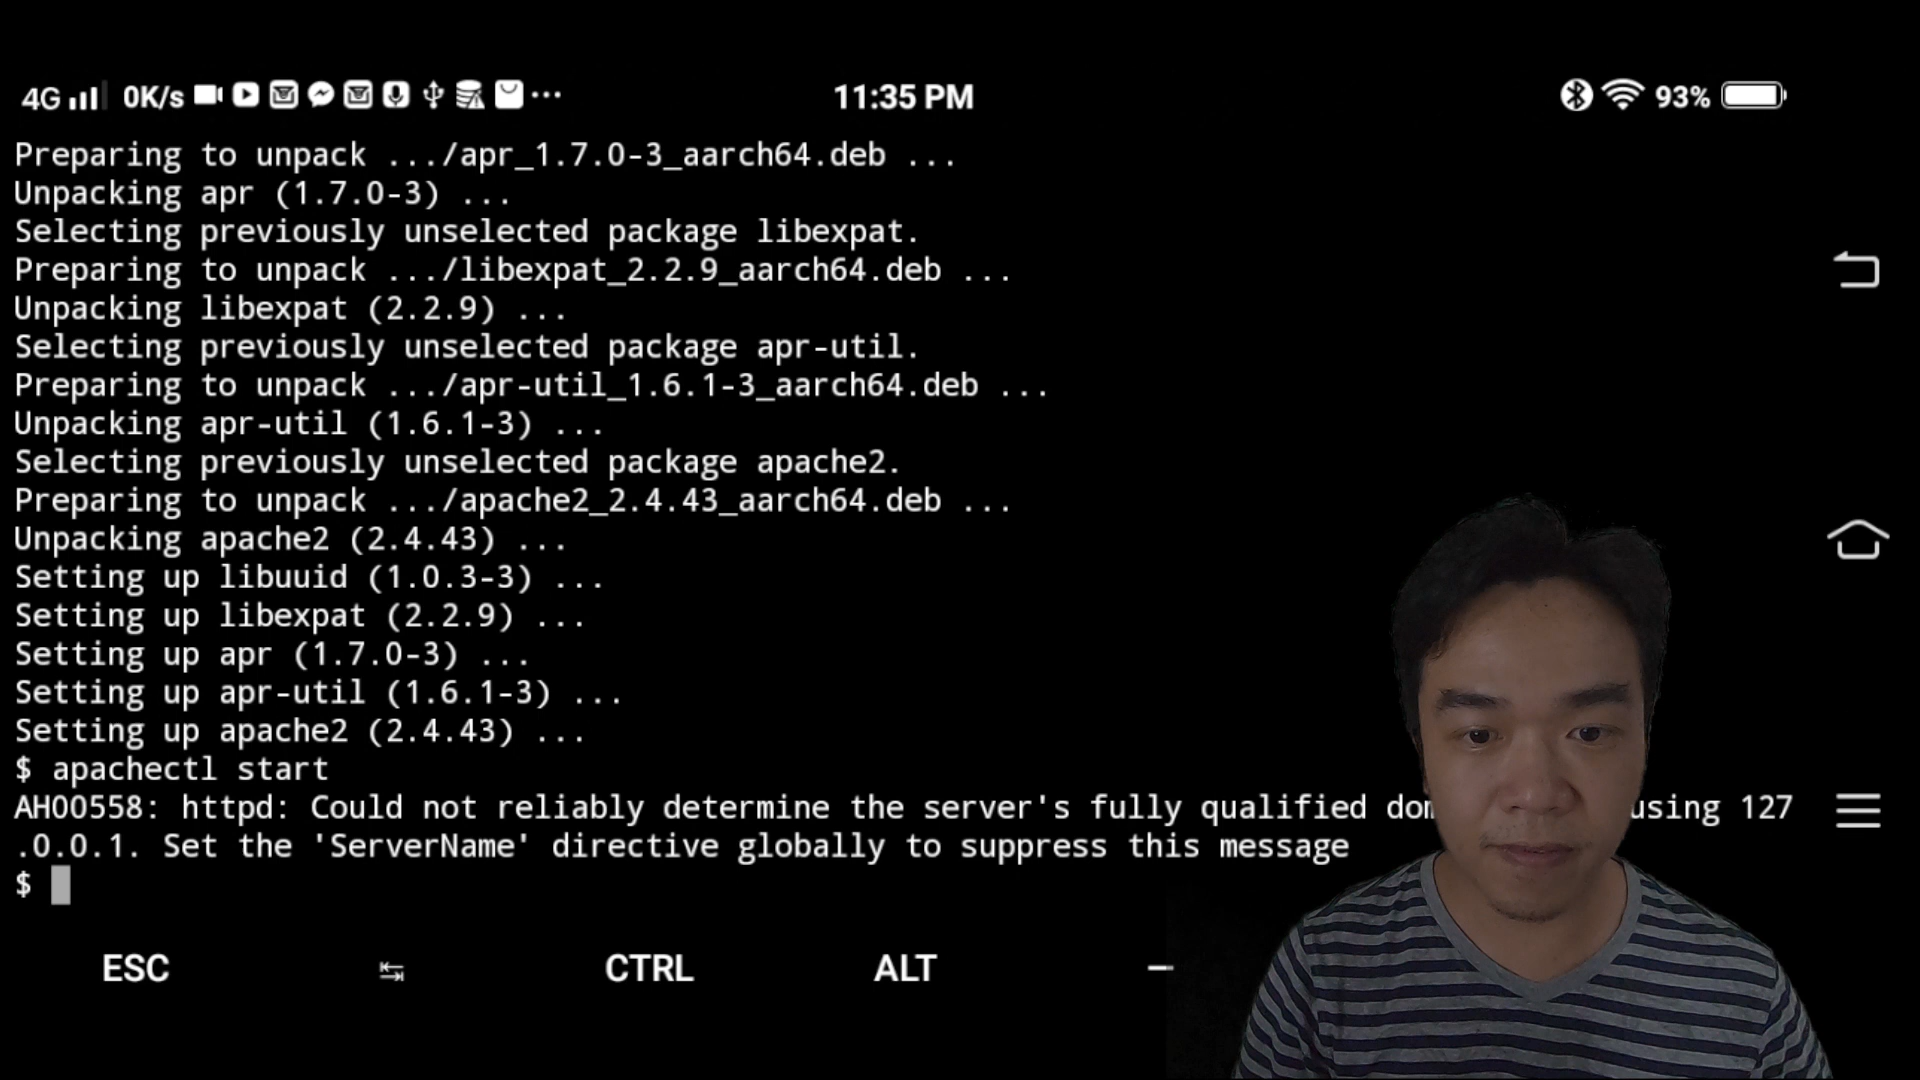 4G 0K/s 11:35 PM 93%
Preparing to unpack .../apr_1.7.0-3_aarch64.deb ...
Unpacking apr (1.7.0-3) ...
Selecting previously unselected package libexpat.
Preparing to unpack .../libexpat_2.2.9_aarch64.deb ...
Unpacking libexpat (2.2.9) ...
Selecting previously unselected package apr-util.
Preparing to unpack .../apr-util_1.6.1-3_aarch64.deb ...
Unpacking apr-util (1.6.1-3) ...
Selecting previously unselected package apache2.
Preparing to unpack .../apache2_2.4.43_aarch64.deb ...
Unpacking apache2 (2.4.43) ...
Setting up libuuid (1.0.3-3) ...
Setting up libexpat (2.2.9) ...
Setting up apr (1.7.0-3) ...
Setting up apr-util (1.6.1-3) ...
Setting up apache2 (2.4.43) ...
$ apachectl start
AH00558: httpd: Could not reliably determine the server's fully qualified using 127
.0.0.1. Set the 'ServerName' directive globally to suppress this message
$
ESC CTRL ALT –